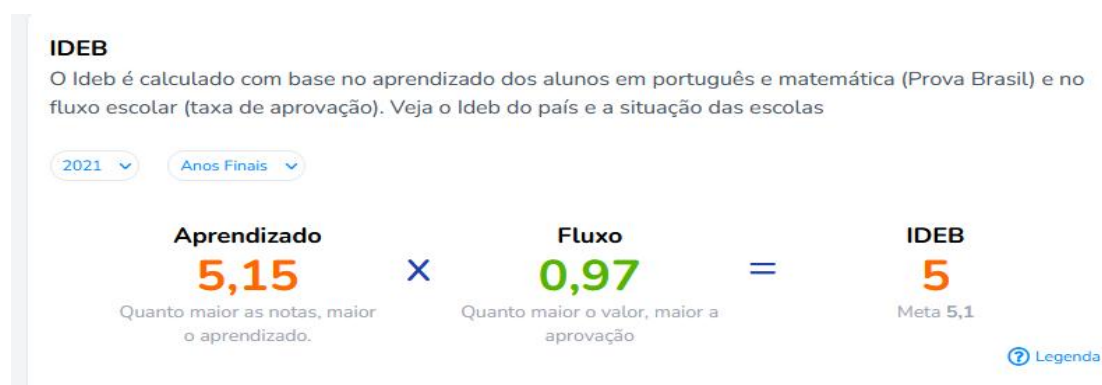 IDEB
O Ideb é calculado com base no aprendizado dos alunos em português e matemática (Prova Brasil) e no
fluxo escolar (taxa de aprovação). Veja o Ideb do país e a situação das escolas
2021 Anos Finais
Aprendizado Fluxo IDEB
5,15 × 0,97 = 5
Quanto maior as notas, maior Quanto maior o valor, maior a Meta 5,1
o aprendizado. aprovação
? Legenda